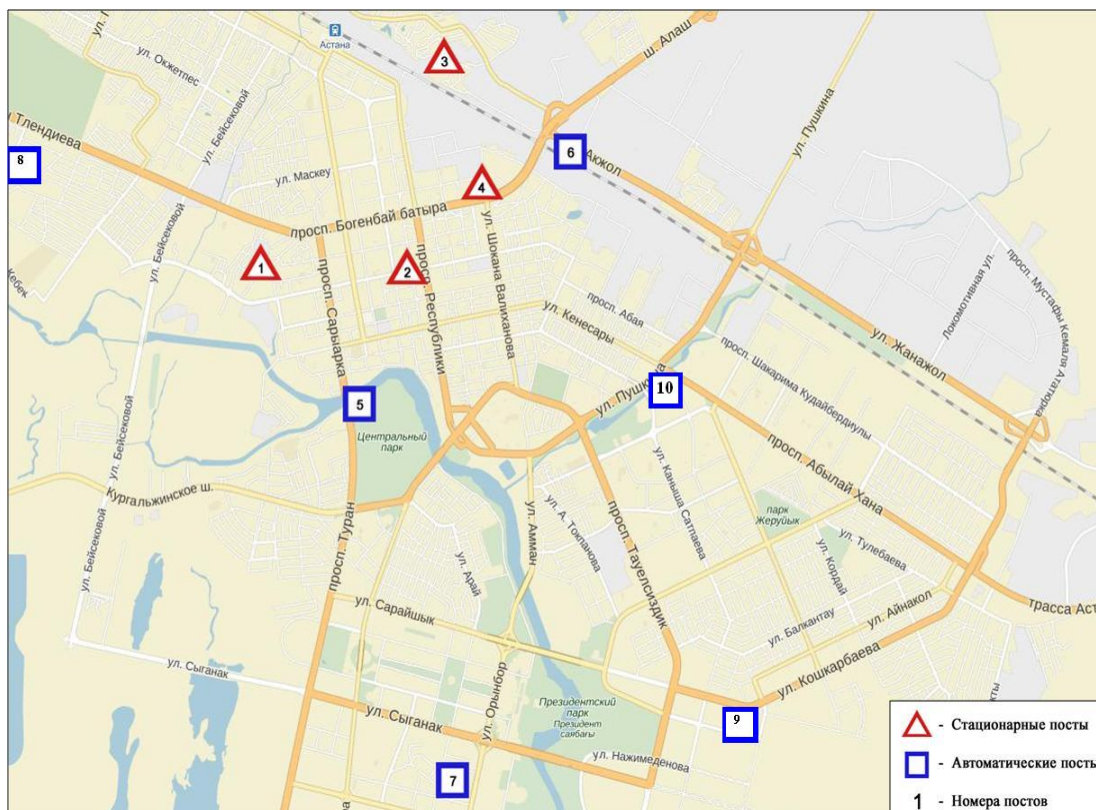 ш. Алаш
Астана
3
ул. Окжетпес
ул. Бейсековой
ул. Пушкина
Тлендиева
8
6
Акжол
ул. Маскеу
4
просп. Богенбай батыра
1
2
ул. Бейсековой
Кебек
просп. Сарыарка
просп. Республики
ул. Шокана Валиханова
просп. Абая
ул. Кенесары
Локомотивная ул.
просп. Мустафы Кемаля Ататюрка
ул. Жанажол
просп. Шакарима Кудайбердиулы
ул. Пушкина
10
5
Центральный
парк
ул. Бейсековой
Кургальжинское ш.
просп. Абылай Хана
ул. Каныша Сатпаева
парк
Жеруйык
ул. А. Токпанова
ул. Амман
просп. Тауелсиздик
ул. Тулебаева
ул. Кордай
просп. Туран
ул. Арай
ул. Бейсековой
ул. Сарайшык
ул. Айнакол
трасса Аст
ул. Балкантау
ул. Кошкарбаева
ул. Сыганак
ул. Орынбор
Президентский
парк
Президент
саябағы
ул. Сыганак
9
ул. Нажимеденова
7
- Стационарные посты
- Автоматические посты
1 - Номера постов